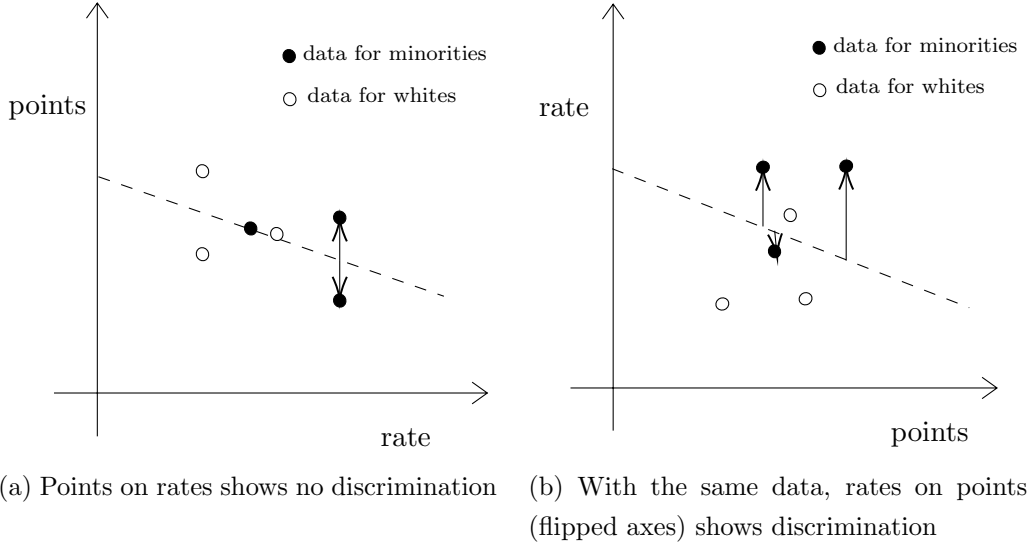 data for minorities
data for whites
points
rate
(a) Points on rates shows no discrimination
data for minorities
data for whites
rate
points
(b) With the same data, rates on points
(flipped axes) shows discrimination